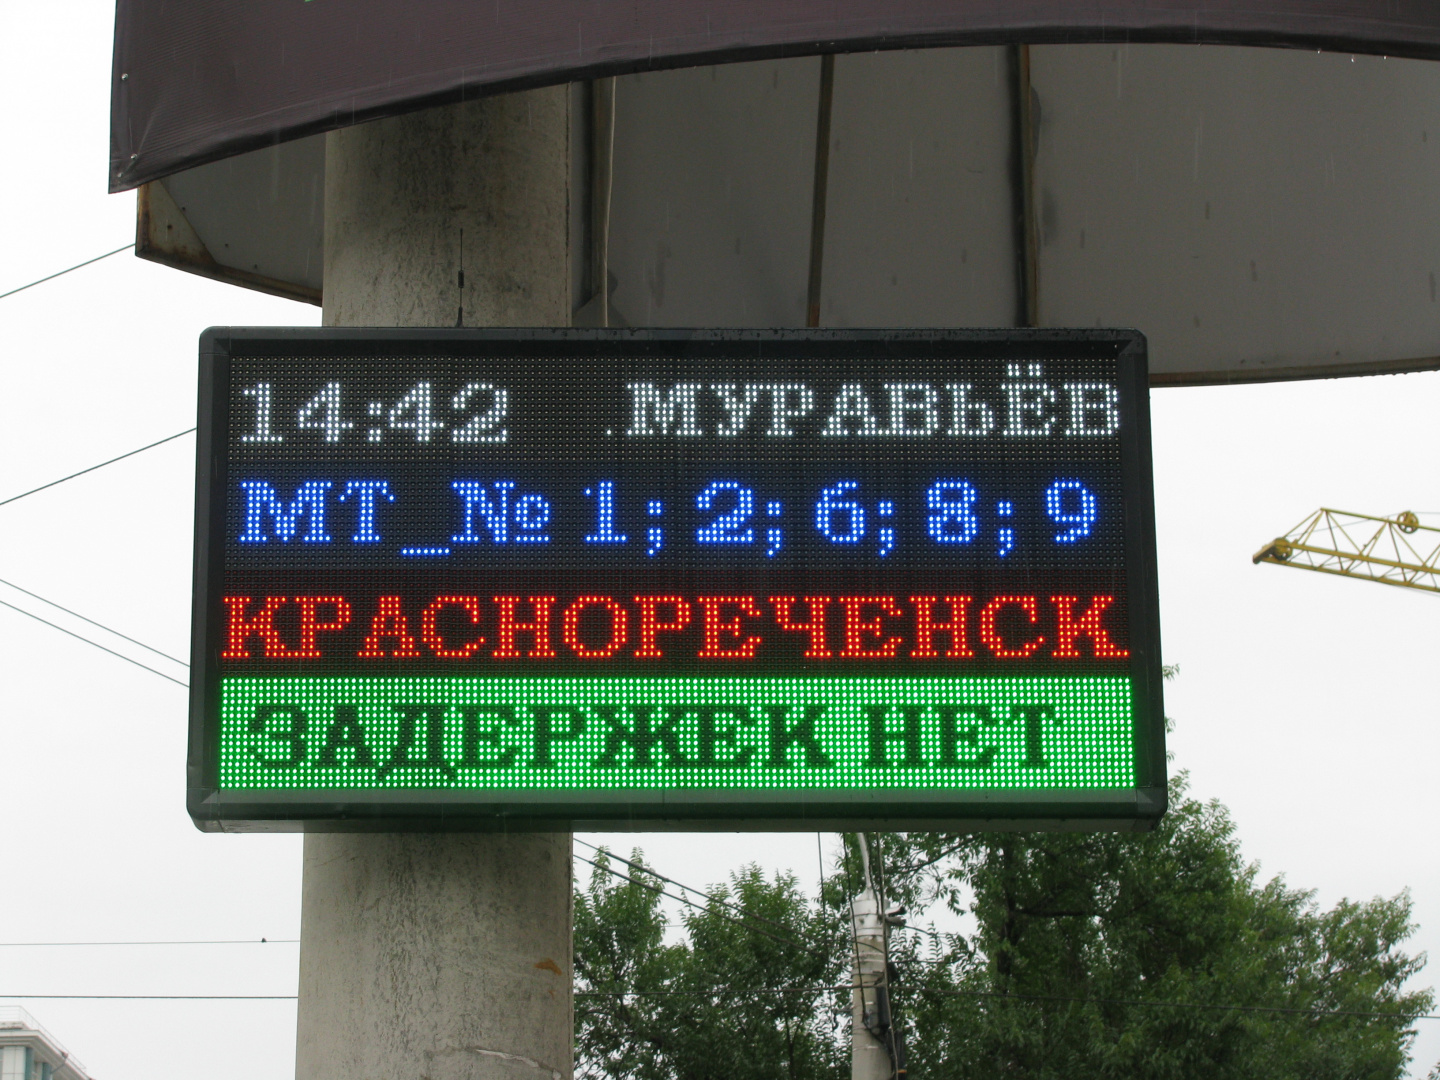 14:42 .МУРАВЬЁВ
МТ_№ 1; 2; 6; 8; 9
КРАСНОРЕЧЕНСК
ЗАДЕРЖЕК НЕТ